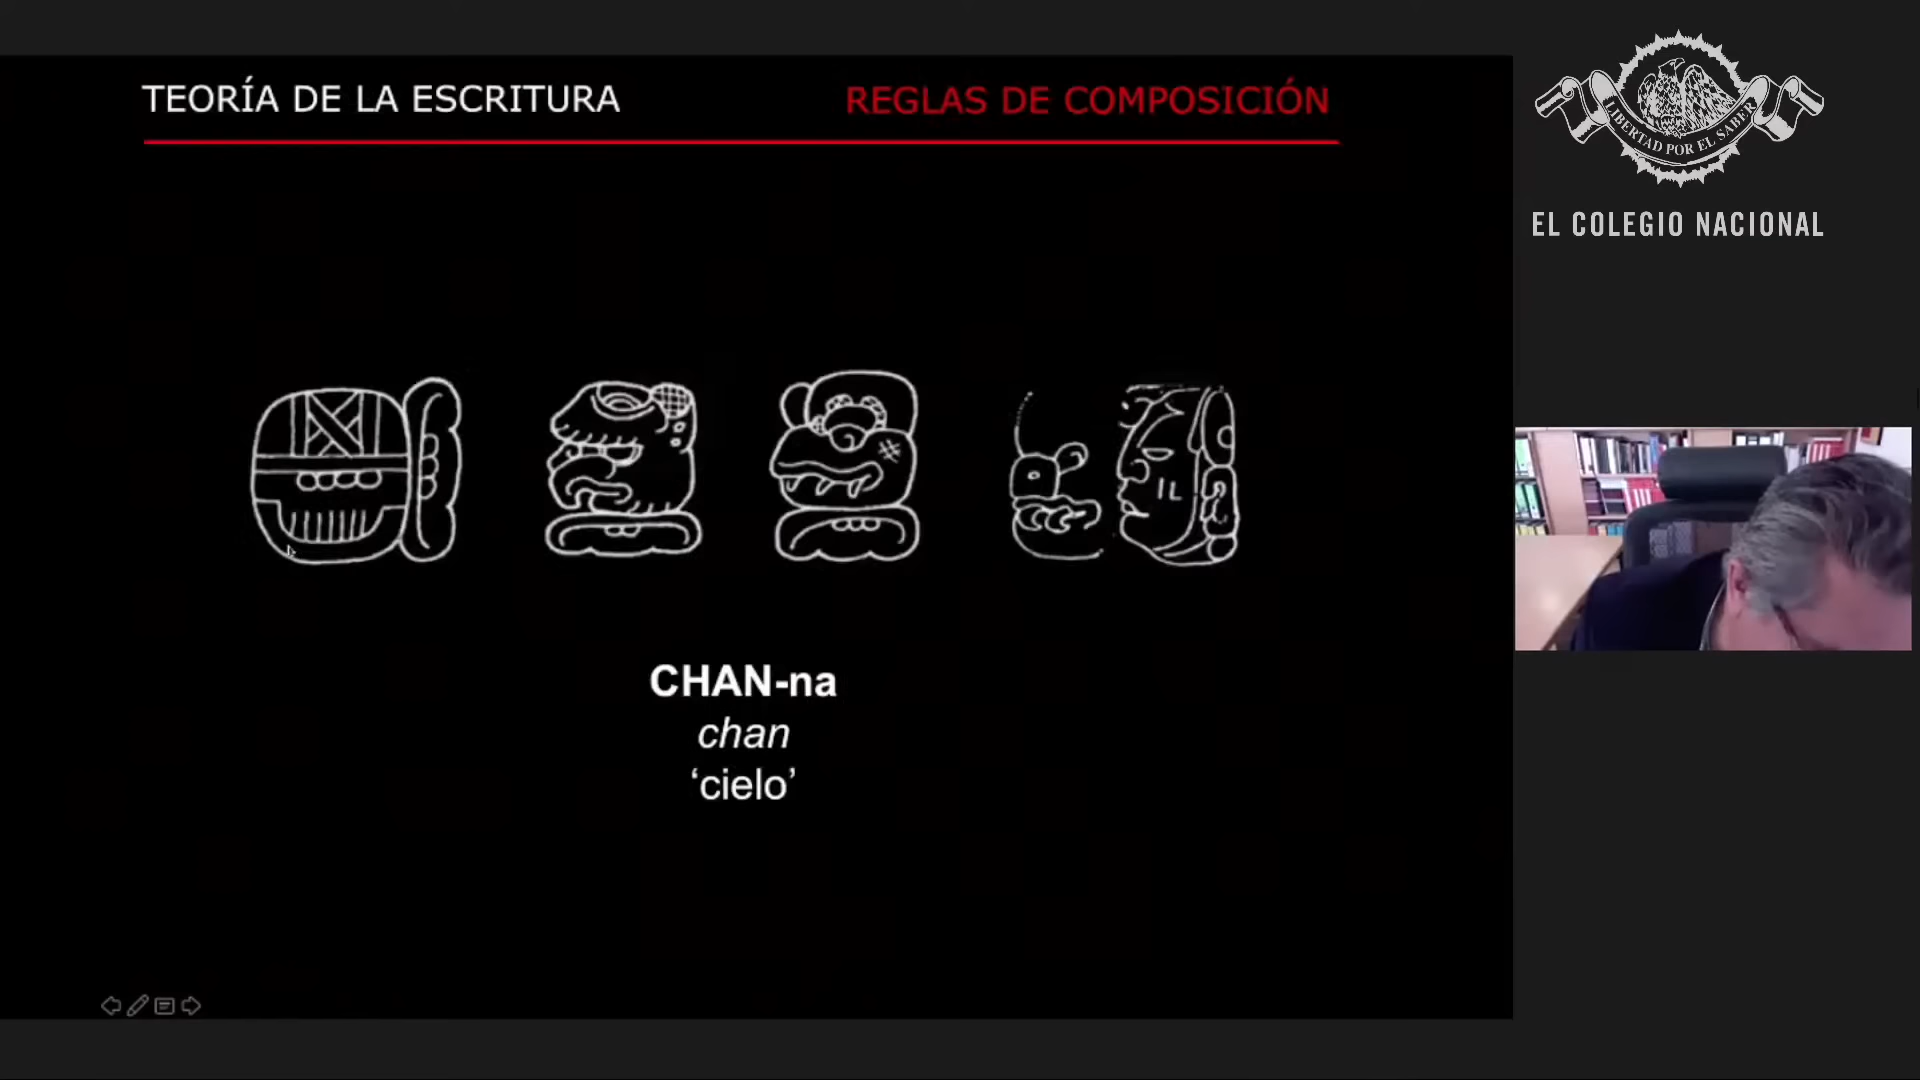 TEORÍA DE LA ESCRITURA
REGLAS DE COMPOSICIÓN
CHAN-na
chan
‘cielo’
LIBERTAD POR EL SABER
EL COLEGIO NACIONAL